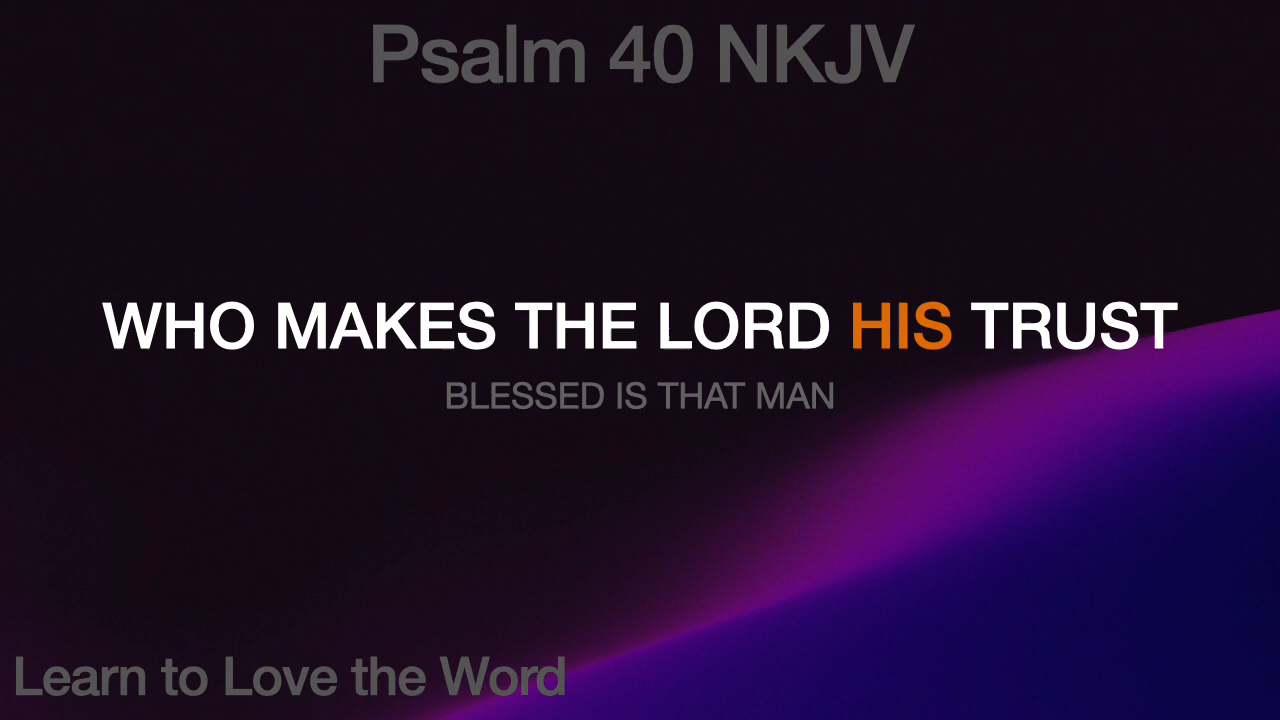 Psalm 40 NKJV
WHO MAKES THE LORD HIS TRUST
BLESSED IS THAT MAN
Learn to Love the Word